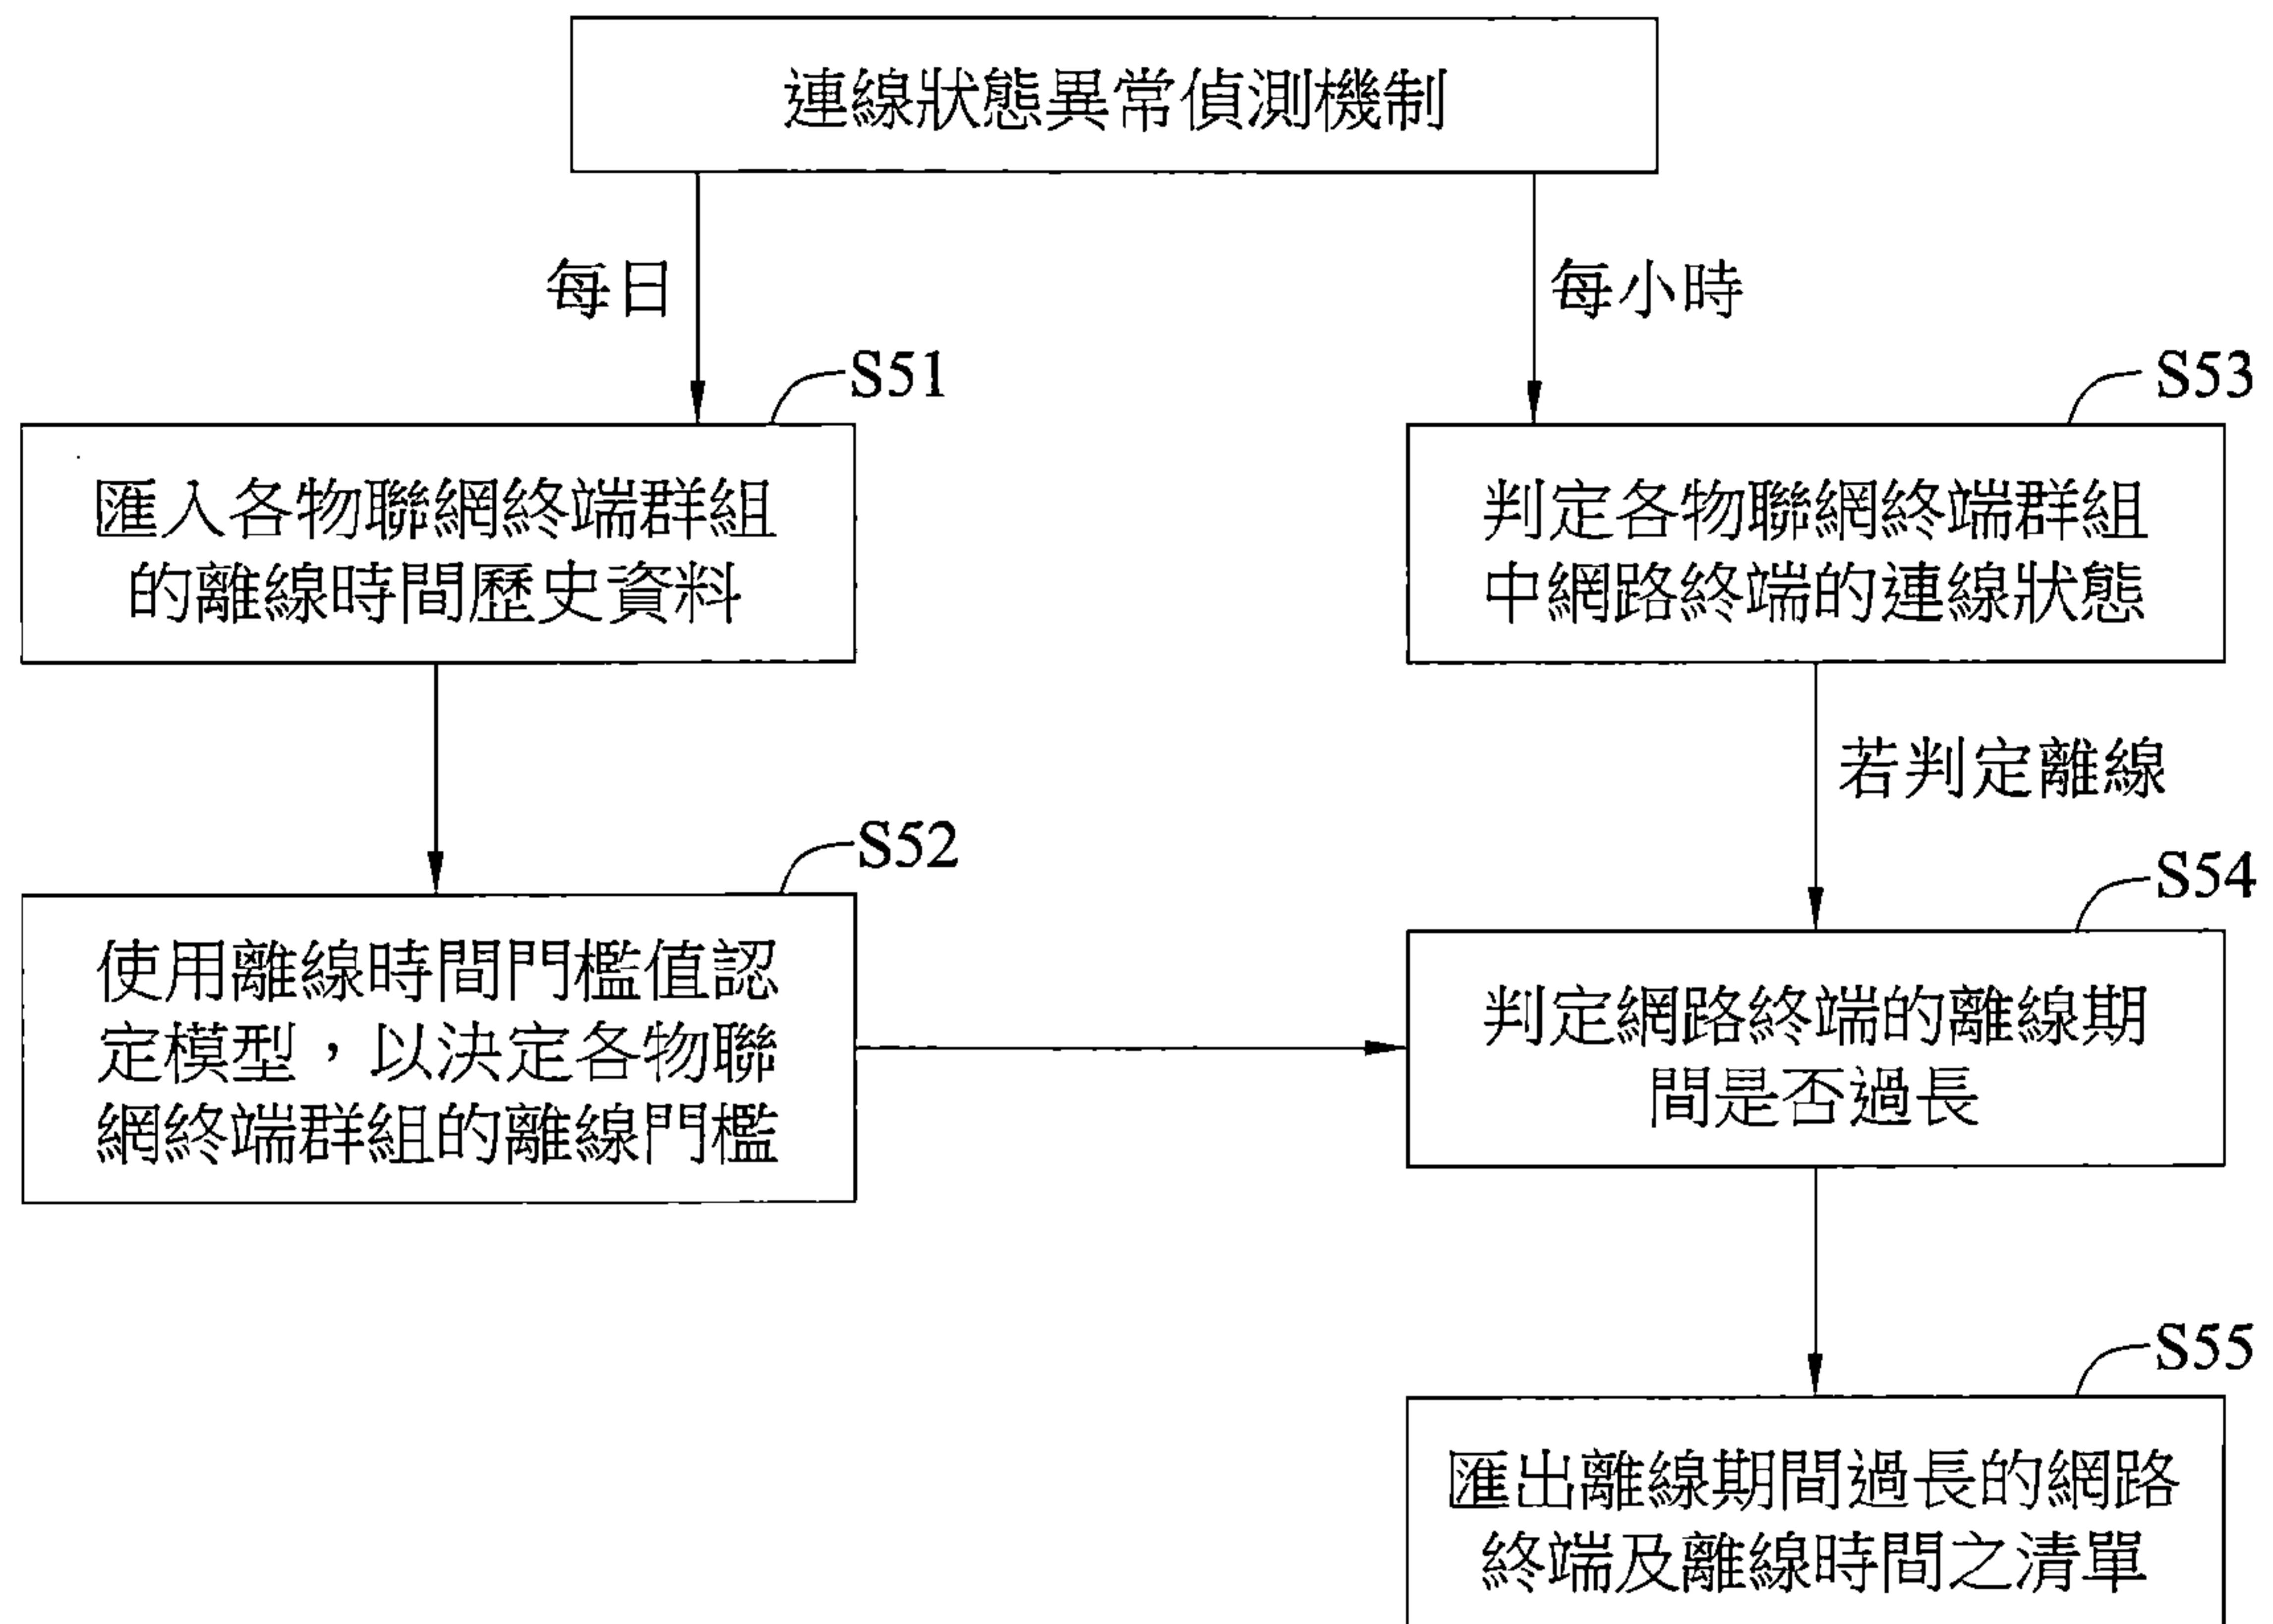 連線狀態異常偵測機制
每日
每小時
S51
S53
匯入各物聯網終端群組
的離線時間歷史資料
判定各物聯網終端群組
中網路終端的連線狀態
若判定離線
S52
S54
使用離線時間門檻值認
定模型，以決定各物聯
網終端群組的離線門檻
判定網路終端的離線期
間是否過長
S55
匯出離線期間過長的網路
終端及離線時間之清單